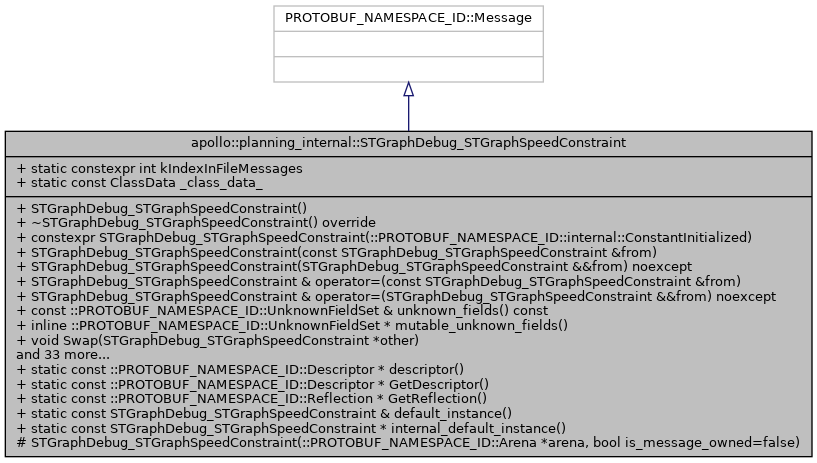 PROTOBUF_NAMESPACE_ID::Message
apollo::planning_internal::STGraphDebug_STGraphSpeedConstraint
+ static constexpr int kIndexInFileMessages
+ static const ClassData _class_data_
+ STGraphDebug_STGraphSpeedConstraint()
+ ~STGraphDebug_STGraphSpeedConstraint() override
+ constexpr STGraphDebug_STGraphSpeedConstraint(::PROTOBUF_NAMESPACE_ID::internal::ConstantInitialized)
+ STGraphDebug_STGraphSpeedConstraint(const STGraphDebug_STGraphSpeedConstraint &from)
+ STGraphDebug_STGraphSpeedConstraint(STGraphDebug_STGraphSpeedConstraint &&from) noexcept
+ STGraphDebug_STGraphSpeedConstraint & operator=(const STGraphDebug_STGraphSpeedConstraint &from)
+ STGraphDebug_STGraphSpeedConstraint & operator=(STGraphDebug_STGraphSpeedConstraint &&from) noexcept
+ const ::PROTOBUF_NAMESPACE_ID::UnknownFieldSet & unknown_fields() const
+ inline ::PROTOBUF_NAMESPACE_ID::UnknownFieldSet * mutable_unknown_fields()
+ void Swap(STGraphDebug_STGraphSpeedConstraint *other)
and 33 more...
+ static const ::PROTOBUF_NAMESPACE_ID::Descriptor * descriptor()
+ static const ::PROTOBUF_NAMESPACE_ID::Descriptor * GetDescriptor()
+ static const ::PROTOBUF_NAMESPACE_ID::Reflection * GetReflection()
+ static const STGraphDebug_STGraphSpeedConstraint & default_instance()
+ static const STGraphDebug_STGraphSpeedConstraint * internal_default_instance()
# STGraphDebug_STGraphSpeedConstraint(::PROTOBUF_NAMESPACE_ID::Arena *arena, bool is_message_owned=false)